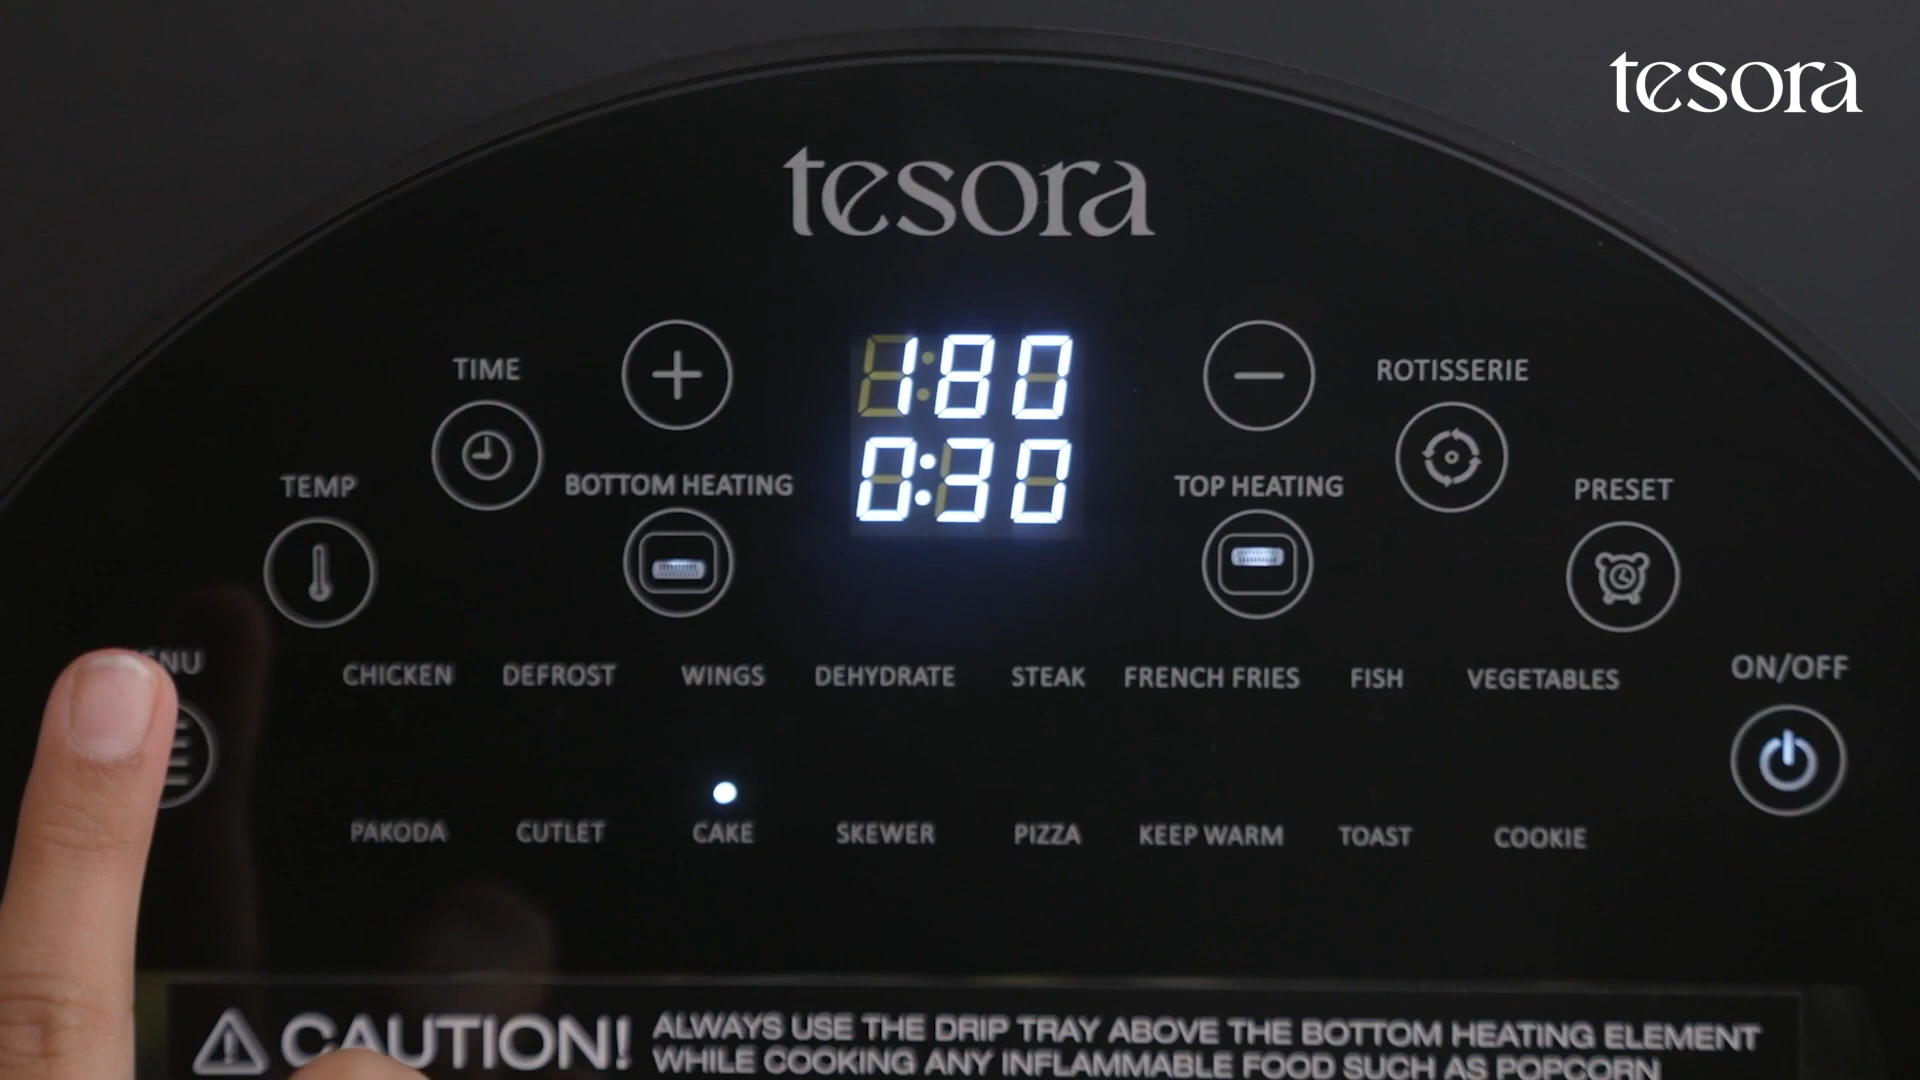 tesora
tesora
180
0:30
TIME
ROTISSERIE
TEMP
BOTTOM HEATING
TOP HEATING
PRESET
CHICKEN DEFROST WINGS DEHYDRATE STEAK FRENCH FRIES FISH VEGETABLES
ON/OFF
PAKODA CUTLET CAKE SKEWER PIZZA KEEP WARM TOAST COOKIE
CAUTION!
ALWAYS USE THE DRIP TRAY ABOVE THE BOTTOM HEATING ELEMENT
WHILE COOKING ANY INFLAMMABLE FOOD SUCH AS POPCORN